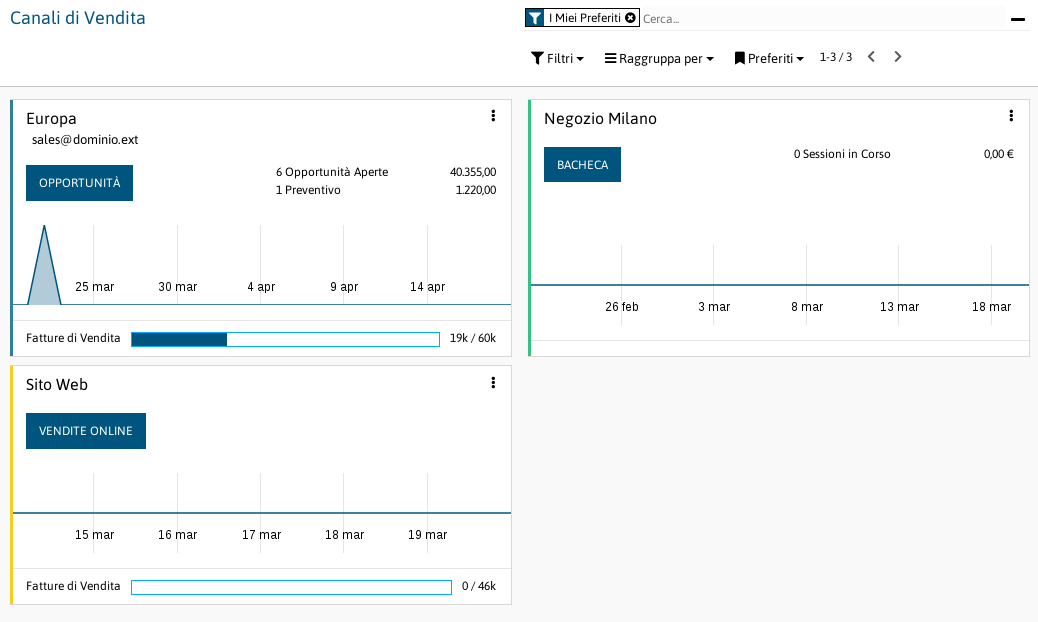 Canali di Vendita
I Miei Preferiti
Cerca...
Filtri
Raggruppa per
Preferiti
1-3 / 3
Europa
sales@dominio.ext
OPPORTUNITÀ
6 Opportunità Aperte 40.355,00
1 Preventivo 1.220,00
25 mar 30 mar 4 apr 9 apr 14 apr
Fatture di Vendita 19k / 60k
Negozio Milano
BACHECA
0 Sessioni in Corso 0,00 €
26 feb 3 mar 8 mar 13 mar 18 mar
Sito Web
VENDITE ONLINE
15 mar 16 mar 17 mar 18 mar 19 mar
Fatture di Vendita 0 / 46k